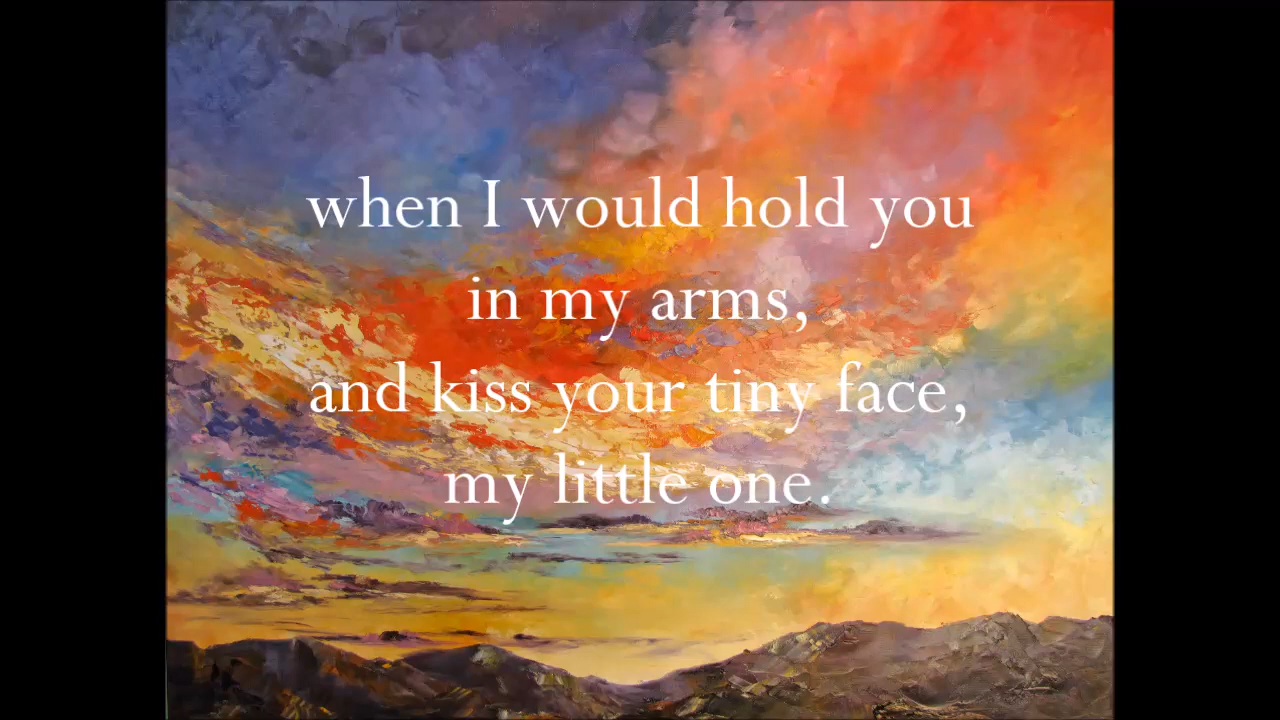 when I would hold you
in my arms,
and kiss your tiny face,
my little one.